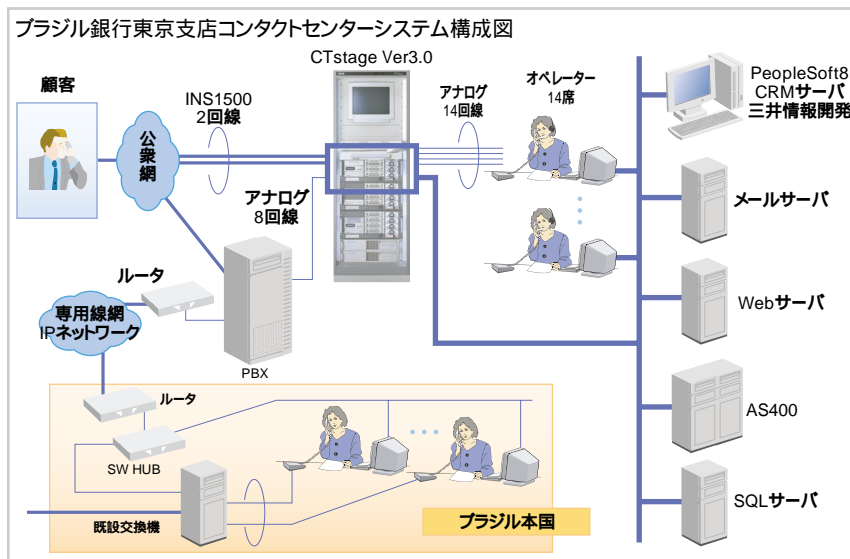 ブラジル銀行東京支店コンタクトセンターシステム構成図
CTstage Ver3.0
顧客
INS1500
2回線
公衆網
アナログ
14回線
オペレーター
14席
PeopleSoft8
CRMサーバ
三井情報開発
アナログ
8回線
メールサーバ
ルータ
専用線網
IPネットワーク
PBX
Webサーバ
ルータ
SW HUB
AS400
既設交換機
ブラジル本国
SQLサーバ